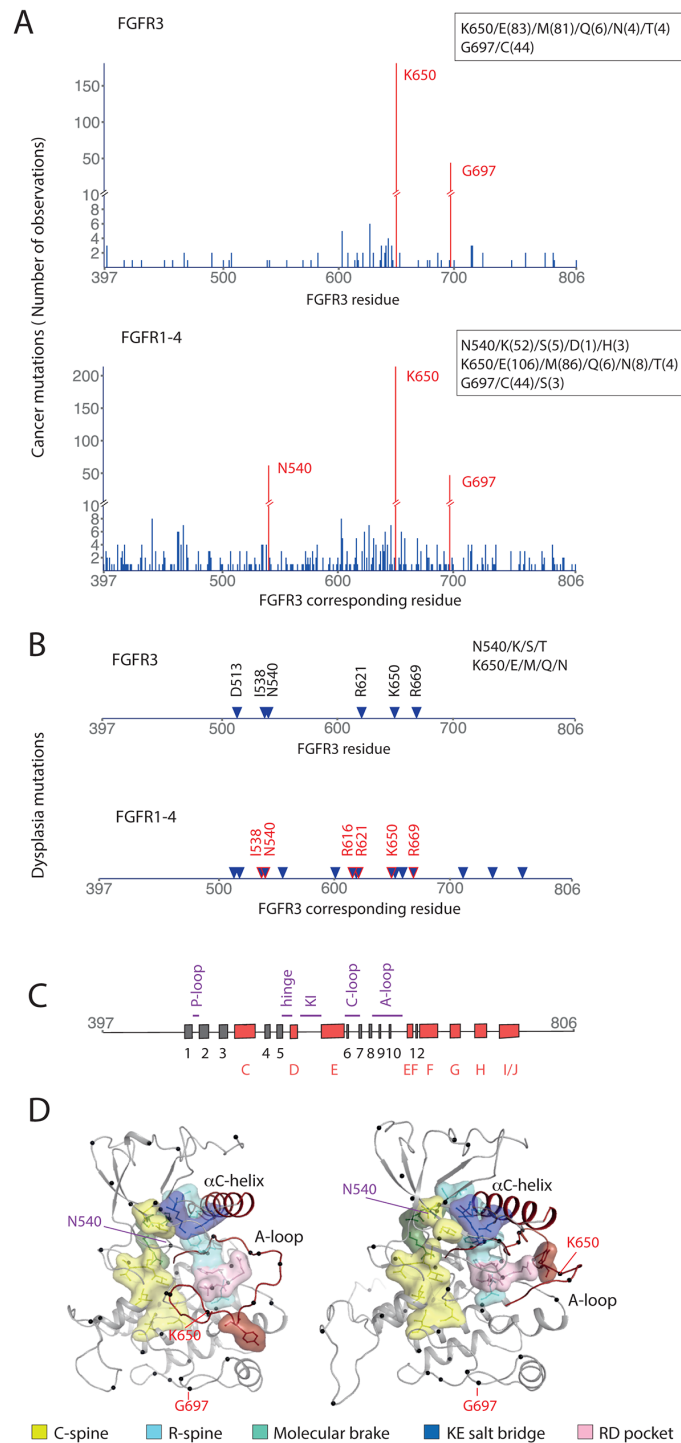 A
FGFR3
K650/E(83)/M(81)/Q(6)/N(4)/T(4)
G697/C(44)
K650
G697
150
100
50
10
8
6
4
2
397
500
600
700
806
FGFR3 residue
Cancer mutations ( Number of observations)
FGFR1-4
N540/K(52)/S(5)/D(1)/H(3)
K650/E(106)/M(86)/Q(6)/N(8)/T(4)
G697/C(44)/S(3)
K650
N540
G697
200
150
100
50
10
8
6
4
2
397
500
600
700
806
FGFR3 corresponding residue
B
FGFR3
N540/K/S/T
K650/E/M/Q/N
D513
I538
N540
R621
K650
R669
397
500
600
700
806
FGFR3 residue
Dysplasia mutations
FGFR1-4
I538
N540
R616
R621
K650
R669
397
500
600
700
806
FGFR3 corresponding residue
C
P-loop
hinge
KI
C-loop
A-loop
397
806
1 2 3 4 5 6 7 8 9 10 12
C D E EF F G H I/J
D
αC-helix
N540
A-loop
K650
G697
αC-helix
N540
K650
A-loop
G697
C-spine
R-spine
Molecular brake
KE salt bridge
RD pocket